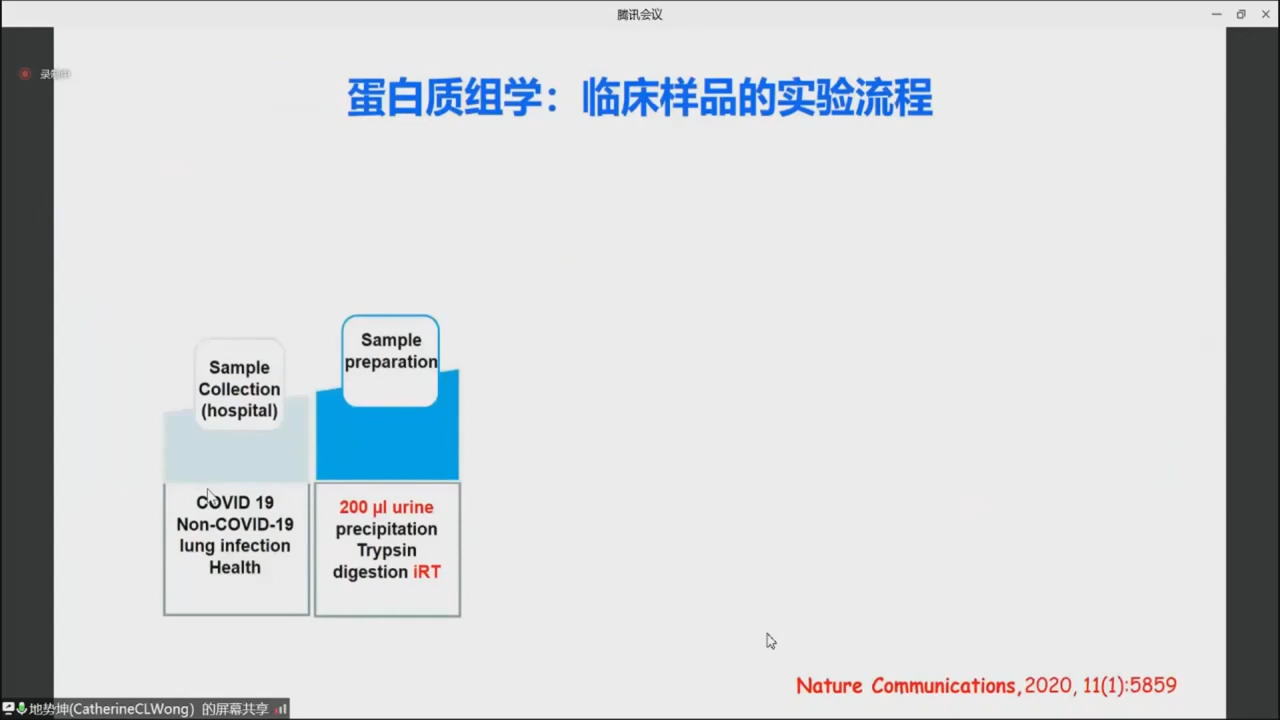 腾讯会议
录制中
蛋白质组学：临床样品的实验流程
Sample
Collection
(hospital)
Sample
preparation
COVID 19
Non-COVID-19
lung infection
Health
200 µl urine
precipitation
Trypsin
digestion iRT
Nature Communications,2020, 11(1):5859
地势坤(CatherineCLWong）的屏幕共享